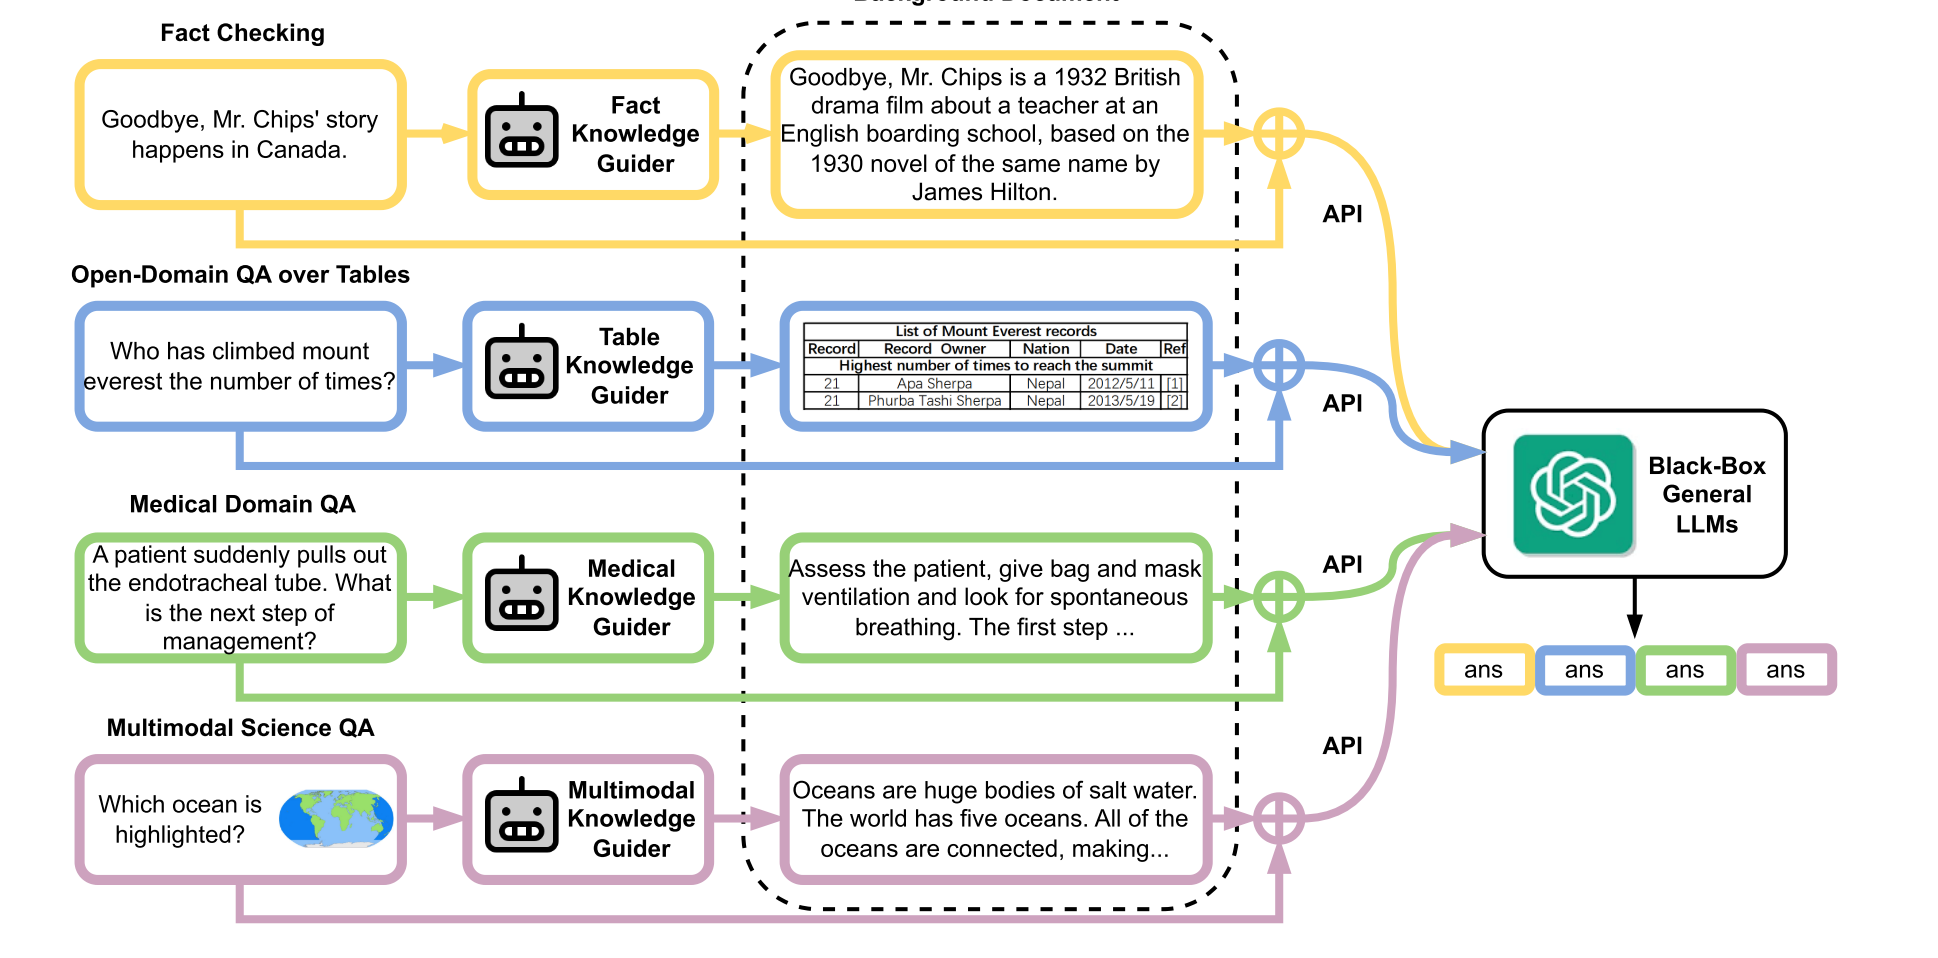 Background Document
Fact Checking
Goodbye, Mr. Chips' story
happens in Canada.
Fact
Knowledge
Guider
Goodbye, Mr. Chips is a 1932 British
drama film about a teacher at an
English boarding school, based on the
1930 novel of the same name by
James Hilton.
API
Open-Domain QA over Tables
Who has climbed mount
everest the number of times?
Table
Knowledge
Guider
List of Mount Everest records
Record Record Owner Nation Date Ref
Highest number of times to reach the summit
21 Apa Sherpa Nepal 2012/5/11 [1]
21 Phurba Tashi Sherpa Nepal 2013/5/19 [2]
API
Medical Domain QA
A patient suddenly pulls out
the endotracheal tube. What
is the next step of
management?
Medical
Knowledge
Guider
Assess the patient, give bag and mask
ventilation and look for spontaneous
breathing. The first step ...
API
Multimodal Science QA
Which ocean is
highlighted?
Multimodal
Knowledge
Guider
Oceans are huge bodies of salt water.
The world has five oceans. All of the
oceans are connected, making...
API
Black-Box
General
LLMs
ans ans ans ans